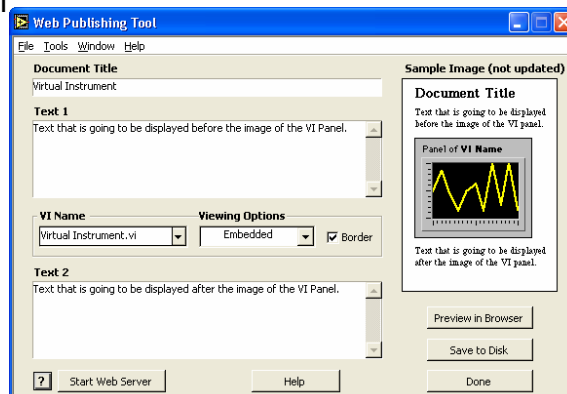 Web Publishing Tool
File Tools Window Help
Document Title
Virtual Instrument
Text 1
Text that is going to be displayed before the image of the VI Panel.
VI Name
Viewing Options
Virtual Instrument.vi
Embedded
Border
Text 2
Text that is going to be displayed after the image of the VI Panel.
? Start Web Server
Help
Sample Image (not updated)
Document Title
Text that is going to be displayed
before the image of the VI panel.
Panel of VI Name
Text that is going to be displayed
after the image of the VI panel.
Preview in Browser
Save to Disk
Done